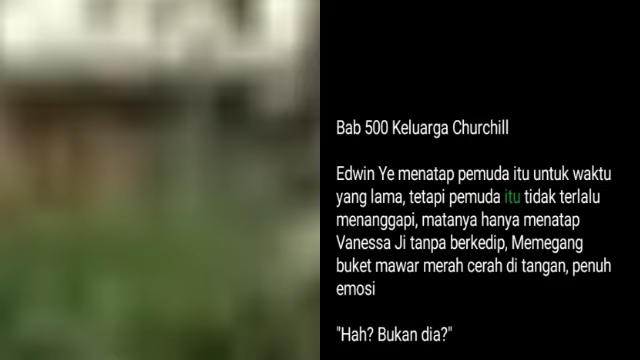 Bab 500 Keluarga Churchill
Edwin Ye menatap pemuda itu untuk waktu
yang lama, tetapi pemuda itu tidak terlalu
menanggapi, matanya hanya menatap
Vanessa Ji tanpa berkedip, Memegang
buket mawar merah cerah di tangan, penuh
emosi
"Hah? Bukan dia?"